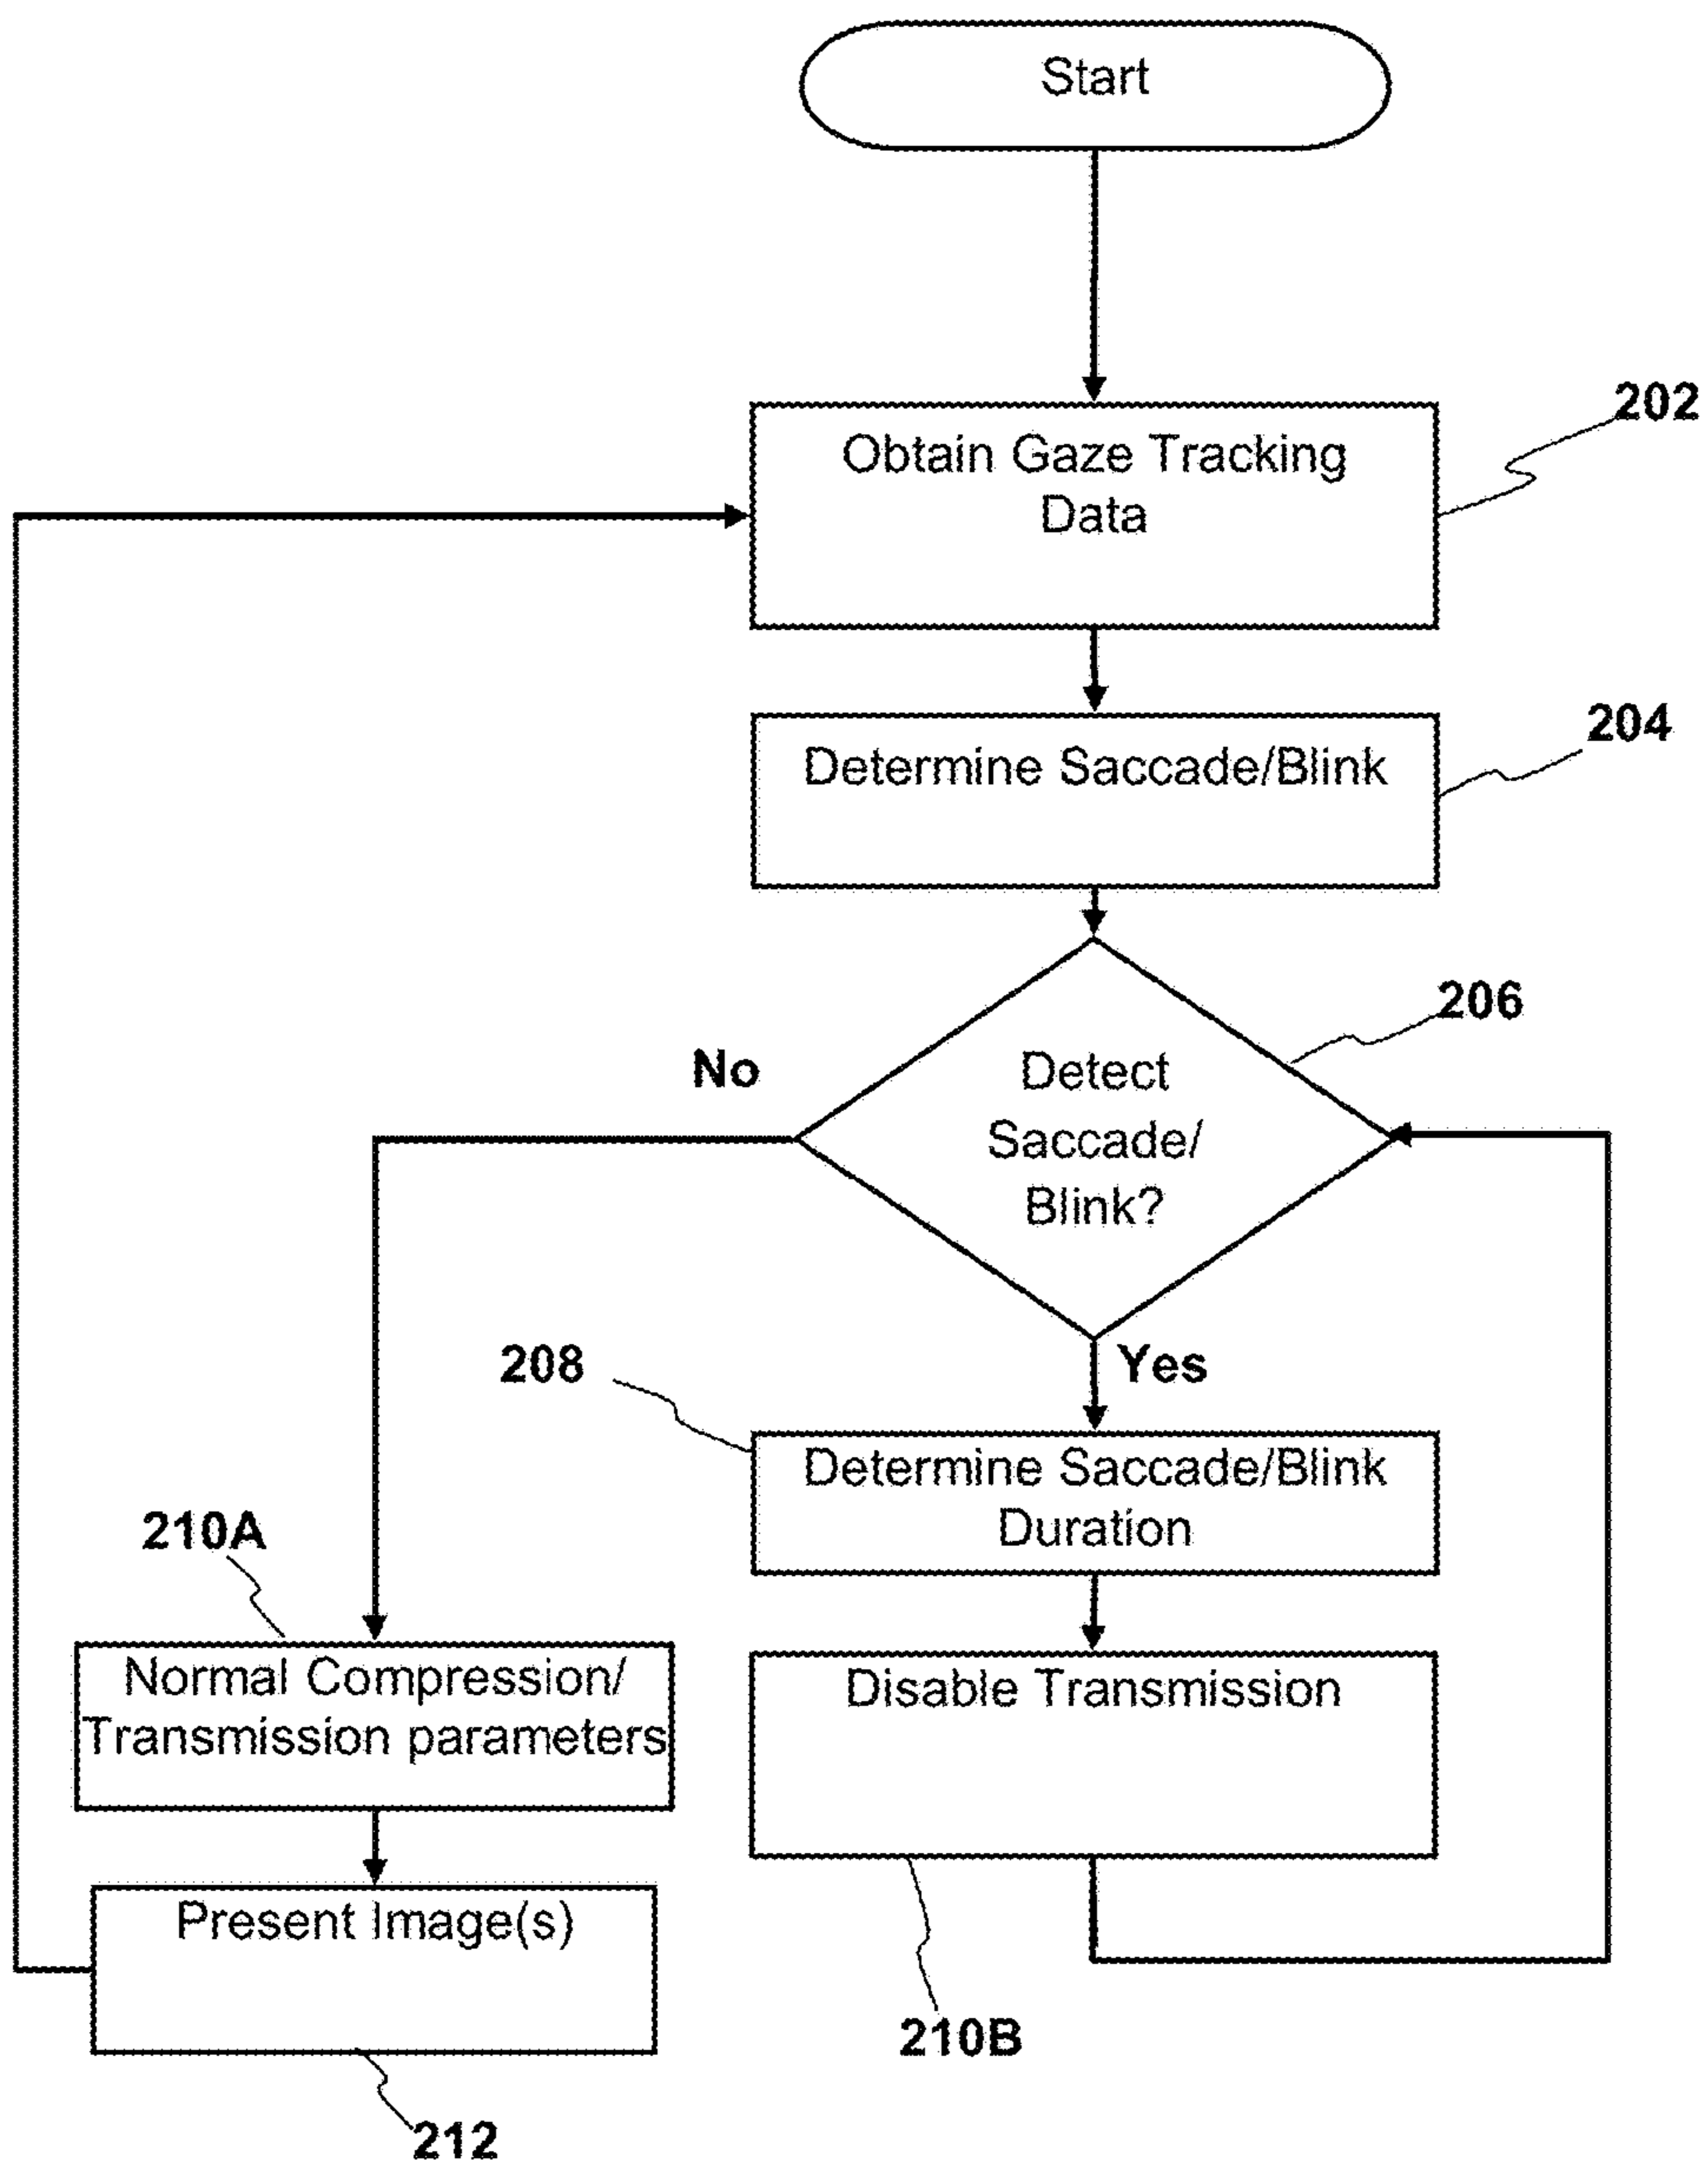 Start
202
Obtain Gaze Tracking
Data
204
Determine Saccade/Blink
206
No
Detect
Saccade/
Blink?
Yes
208
Determine Saccade/Blink
Duration
210A
Normal Compression/
Transmission parameters
Disable Transmission
Present Image(s)
210B
212